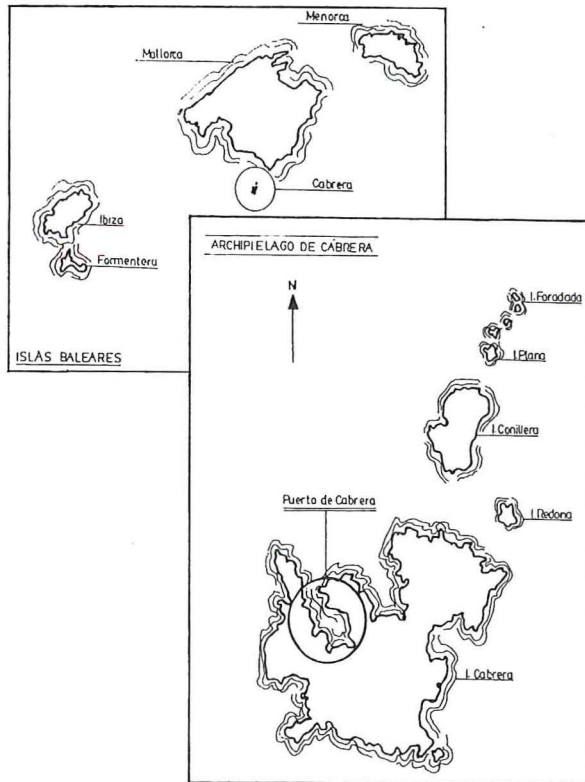 Menorca
Mallorca
Cabrera
Ibiza
Formentera
ISLAS BALEARES
ARCHIPIELAGO DE CABRERA
N
I. Foradada
I. Plana
I. Conillera
Puerto de Cabrera
I. Redona
I. Cabrera